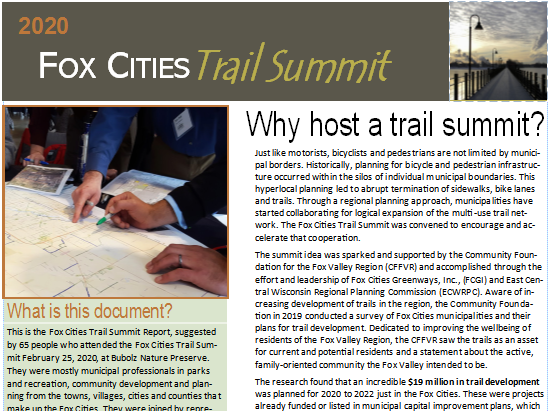 2020
FOX CITIES Trail Summit
Why host a trail summit?
Just like motorists, bicyclists and pedestrians are not limited by munici-
pal borders. Historically, planning for bicycle and pedestrian infrastruc-
ture occurred within the silos of individual municipal boundaries. This
hyperlocal planning led to abrupt termination of sidewalks, bike lanes
and trails. Through a regional planning approach, municipalities have
started collaborating for logical expansion of the multi-use trail net-
work. The Fox Cities Trail Summit was convened to encourage and ac-
celerate that cooperation.
The summit idea was sparked and supported by the Community Foun-
dation for the Fox Valley Region (CFFVR) and accomplished through the
effort and leadership of Fox Cities Greenways, Inc., (FCGI) and East Cen-
tral Wisconsin Regional Planning Commission (ECWRPC). Aware of in-
creasing development of trails in the region, the Community Founda-
tion in 2019 conducted a survey of Fox Cities municipalities and their
plans for trail development. Dedicated to improving the wellbeing of
residents of the Fox Valley Region, the CFFVR saw the trails as an asset
for current and potential residents and a statement about the active,
family-oriented community the Fox Valley intended to be.
The research found that an incredible $19 million in trail development
was planned for 2020 to 2022 just in the Fox Cities. These were projects
already funded or listed in municipal capital improvement plans, which
What is this document?
This is the Fox Cities Trail Summit Report, suggested
by 65 people who attended the Fox Cities Trail Sum-
mit February 25, 2020, at Bubolz Nature Preserve.
They were mostly municipal professionals in parks
and recreation, community development and plan-
ning from the towns, villages, cities and counties that
make up the Fox Cities. They were joined by repre-